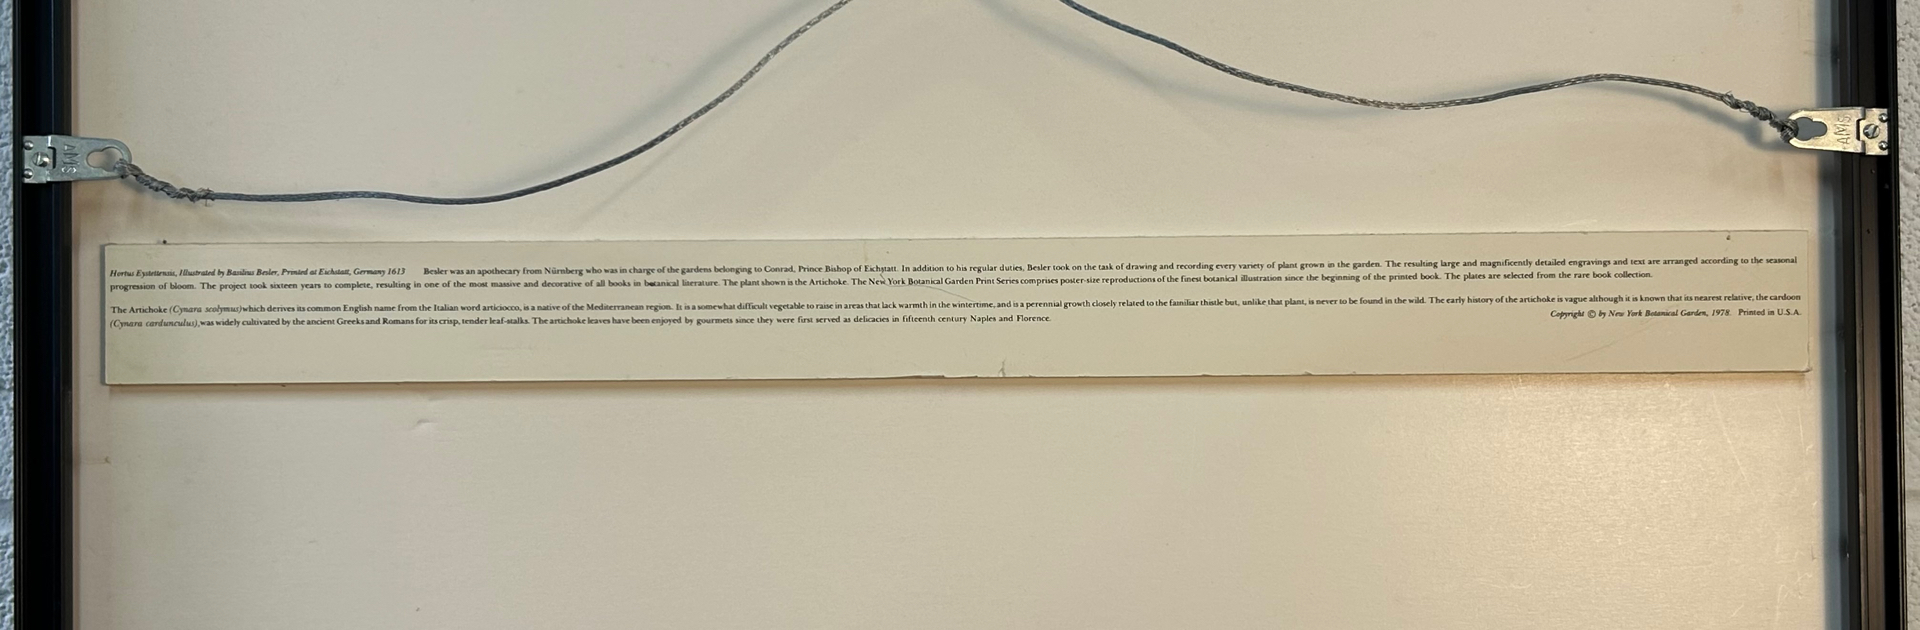 AMS
AMS
Hortus Eystettensis, Illustrated by Basilius Besler, Printed at Eichstatt, Germany 1613 Besler was an apothecary from Nürnberg who was in charge of the gardens belonging to Conrad, Prince Bishop of Eichstatt. In addition to his regular duties, Besler took on the task of drawing and recording every variety of plant grown in the garden. The resulting large and magnificently detailed engravings and text are arranged according to the seasonal
progression of bloom. The project took sixteen years to complete, resulting in one of the most massive and decorative of all books in botanical literature. The plant shown is the Artichoke. The New York Botanical Garden Print Series comprises poster-size reproductions of the finest botanical illustration since the beginning of the printed book. The plates are selected from the rare book collection.
The Artichoke (Cynara scolymus) which derives its common English name from the Italian word articiocco, is a native of the Mediterranean region. It is a somewhat difficult vegetable to raise in areas that lack warmth in the wintertime, and is a perennial growth closely related to the familiar thistle but, unlike that plant, is never to be found in the wild. The early history of the artichoke is vague although it is known that its nearest relative, the cardoon
(Cynara cardunculus), was widely cultivated by the ancient Greeks and Romans for its crisp, tender leaf-stalks. The artichoke leaves have been enjoyed by gourmets since they were first served as delicacies in fifteenth century Naples and Florence.
Copyright © by New York Botanical Garden, 1978. Printed in U.S.A.